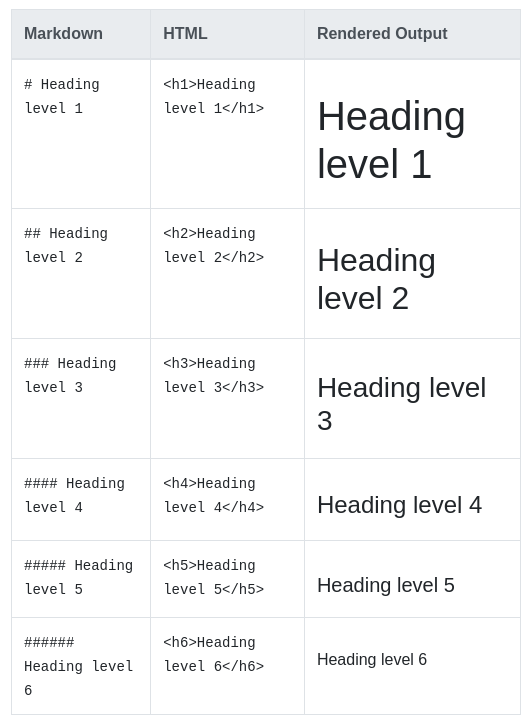 Markdown HTML Rendered Output
# Heading
level 1
<h1>Heading
level 1</h1>
Heading
level 1
## Heading
level 2
<h2>Heading
level 2</h2>
Heading
level 2
### Heading
level 3
<h3>Heading
level 3</h3>
Heading level
3
#### Heading
level 4
<h4>Heading
level 4</h4>
Heading level 4
##### Heading
level 5
<h5>Heading
level 5</h5>
Heading level 5
######
Heading level
6
<h6>Heading
level 6</h6>
Heading level 6